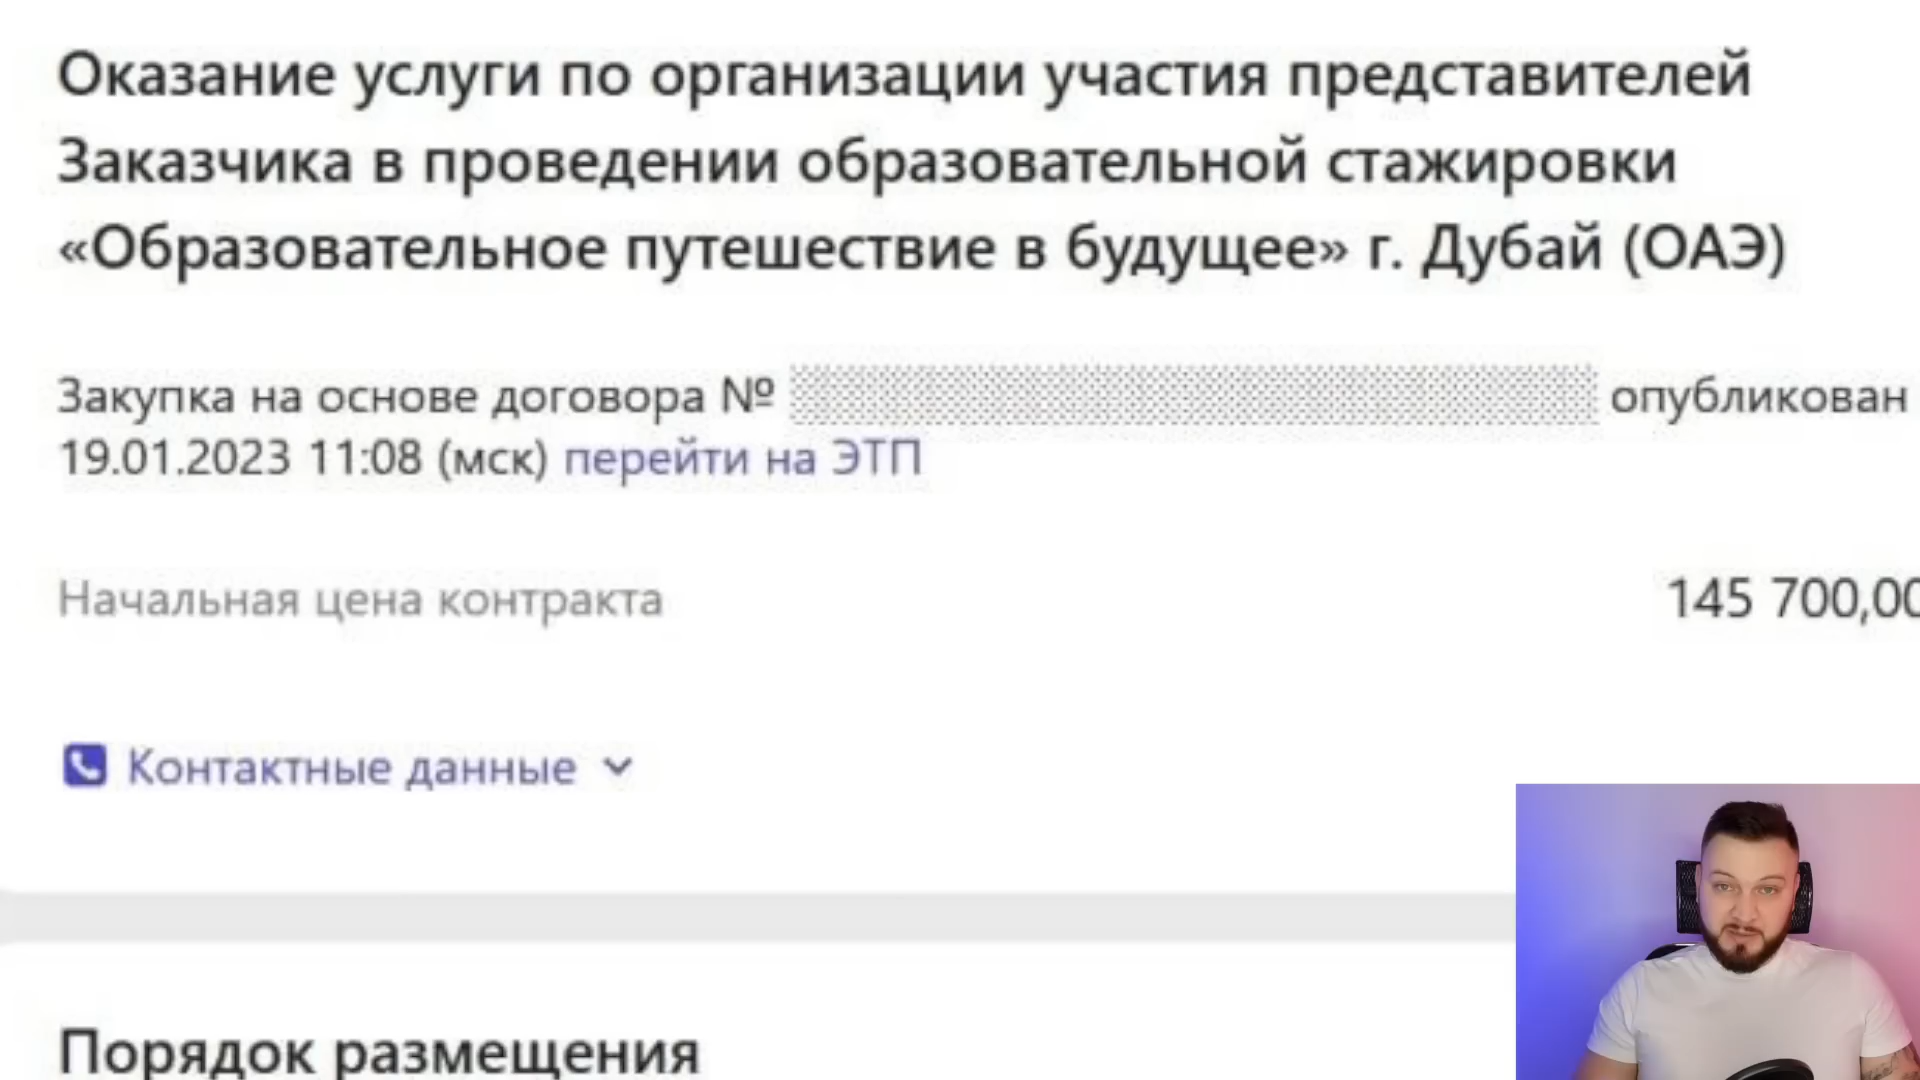 Оказание услуги по организации участия представителей
Заказчика в проведении образовательной стажировки
«Образовательное путешествие в будущее» г. Дубай (ОАЭ)
Закупка на основе договора № опубликован
19.01.2023 11:08 (мск) перейти на ЭТП
Начальная цена контракта 145 700,00
Контактные данные
Порядок размещения